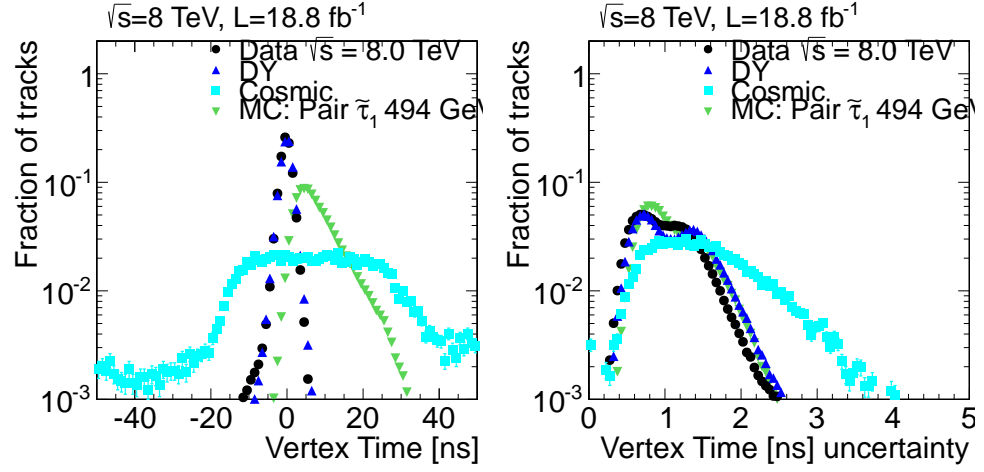 √s=8 TeV, L=18.8 fb⁻¹
Fraction of tracks
1
10⁻¹
10⁻²
10⁻³
Data √s = 8.0 TeV
DY
Cosmic
MC: Pair τ̃₁ 494 GeV
-40 -20 0 20 40
Vertex Time [ns]
√s=8 TeV, L=18.8 fb⁻¹
Fraction of tracks
1
10⁻¹
10⁻²
10⁻³
Data √s = 8.0 TeV
DY
Cosmic
MC: Pair τ̃₁ 494 GeV
0 1 2 3 4 5
Vertex Time [ns] uncertainty